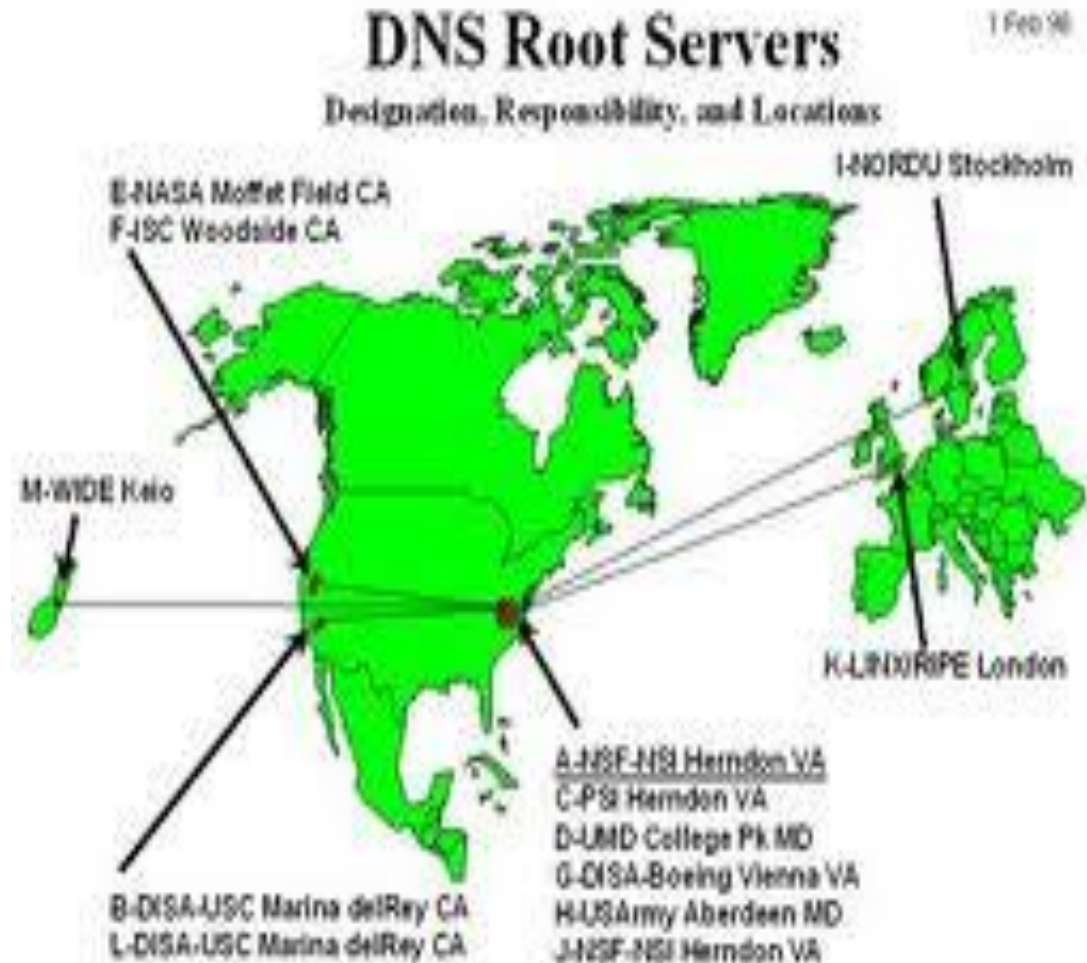 DNS Root Servers
1 Feb 98
Designation, Responsibility, and Locations
E-NASA Moffet Field CA
F-ISC Woodside CA
I-NORDU Stockholm
M-WIDE Keio
K-LINX/RIPE London
A-NSF-NSI Herndon VA
C-PSI Herndon VA
D-UMD College Pk MD
G-DISA-Boeing Vienna VA
H-USArmy Aberdeen MD
J-NSF-NSI Herndon VA
B-DISA-USC Marina delRey CA
L-DISA-USC Marina delRey CA